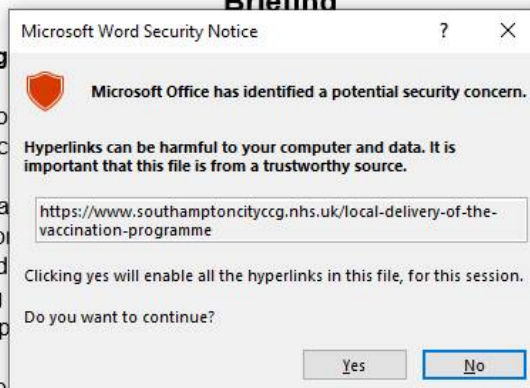 Briefing
Microsoft Word Security Notice ? ×
Microsoft Office has identified a potential security concern.
Hyperlinks can be harmful to your computer and data. It is
important that this file is from a trustworthy source.
https://www.southamptoncityccg.nhs.uk/local-delivery-of-the-
vaccination-programme
Clicking yes will enable all the hyperlinks in this file, for this session.
Do you want to continue?
Yes No